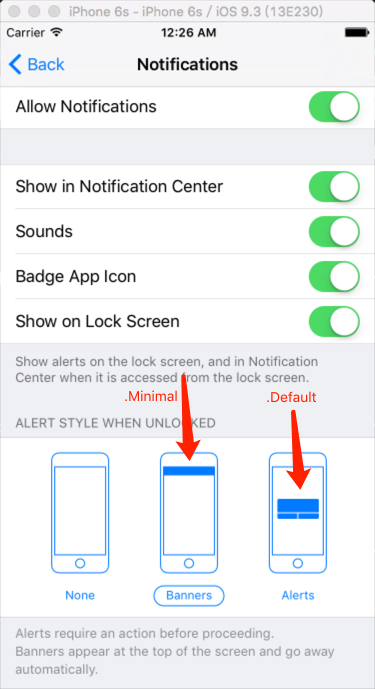 iPhone 6s - iPhone 6s / iOS 9.3 (13E230)
Carrier 12:26 AM
Back Notifications
Allow Notifications
Show in Notification Center
Sounds
Badge App Icon
Show on Lock Screen
Show alerts on the lock screen, and in Notification
Center when it is accessed from the lock screen.
.Minimal .Default
ALERT STYLE WHEN UNLOCKED
None Banners Alerts
Alerts require an action before proceeding.
Banners appear at the top of the screen and go away
automatically.